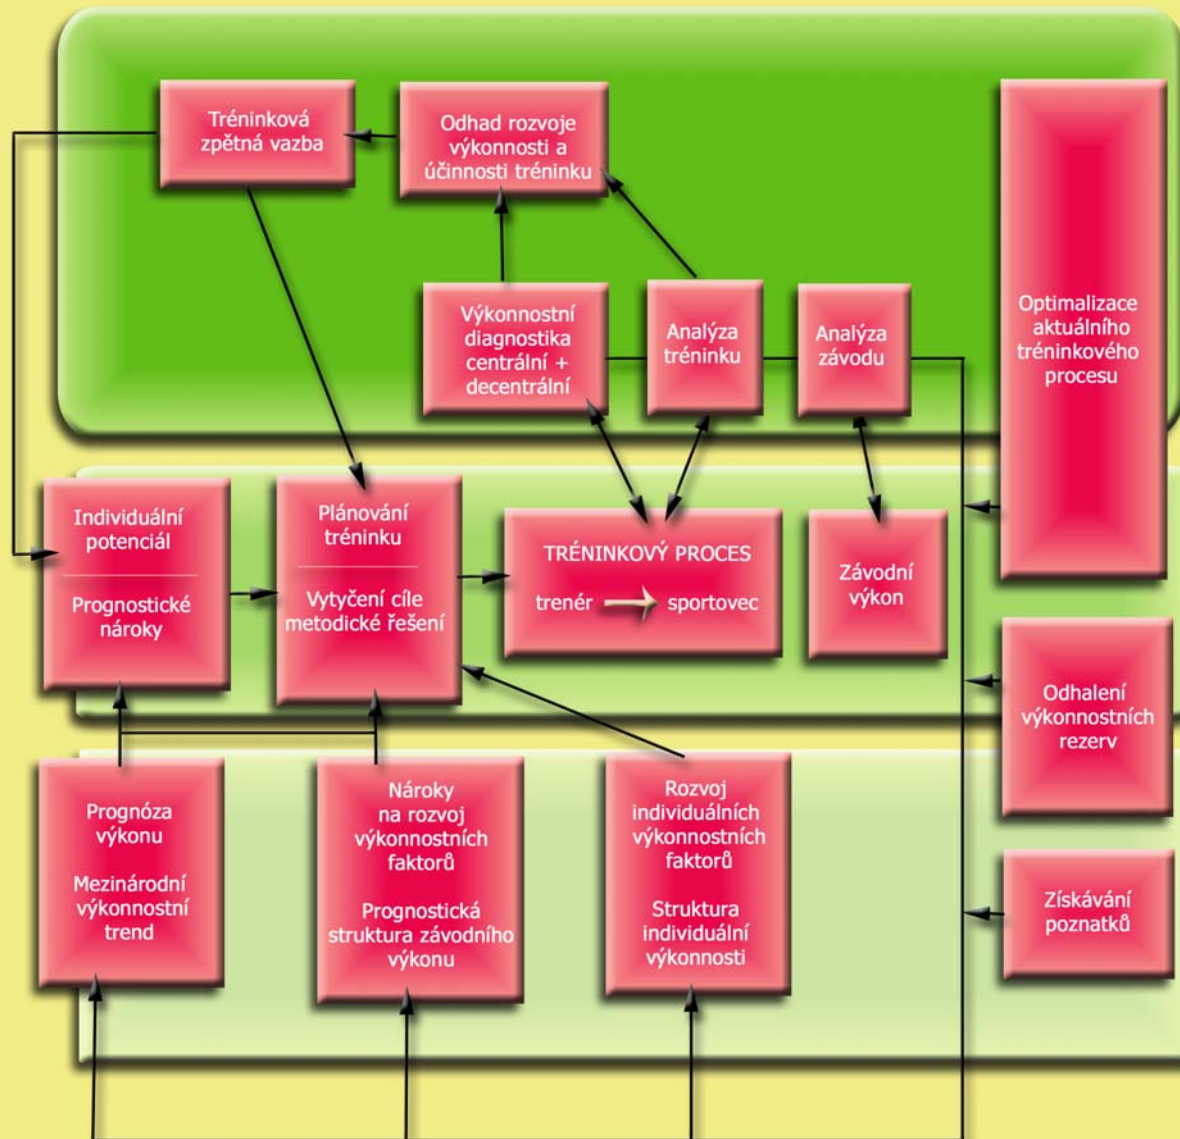 Tréninková
zpětná vazba
Odhad rozvoje
výkonnosti a
účinnosti tréninku
Výkonnostní
diagnostika
centrální +
decentrální
Analýza
tréninku
Analýza
závodu
Optimalizace
aktuálního
tréninkového
procesu
Individuální
potenciál
Prognostické
nároky
Plánování
tréninku
Vytyčení cíle
metodické řešení
TRÉNINKOVÝ PROCES
trenér sportovec
Závodní
výkon
Odhalení
výkonnostních
rezerv
Prognóza
výkonu
Mezinárodní
výkonnostní
trend
Nároky
na rozvoj
výkonnostních
faktorů
Prognostická
struktura závodního
výkonu
Rozvoj
individuálních
výkonnostních
faktorů
Struktura
individuální
výkonnosti
Získávání
poznatků